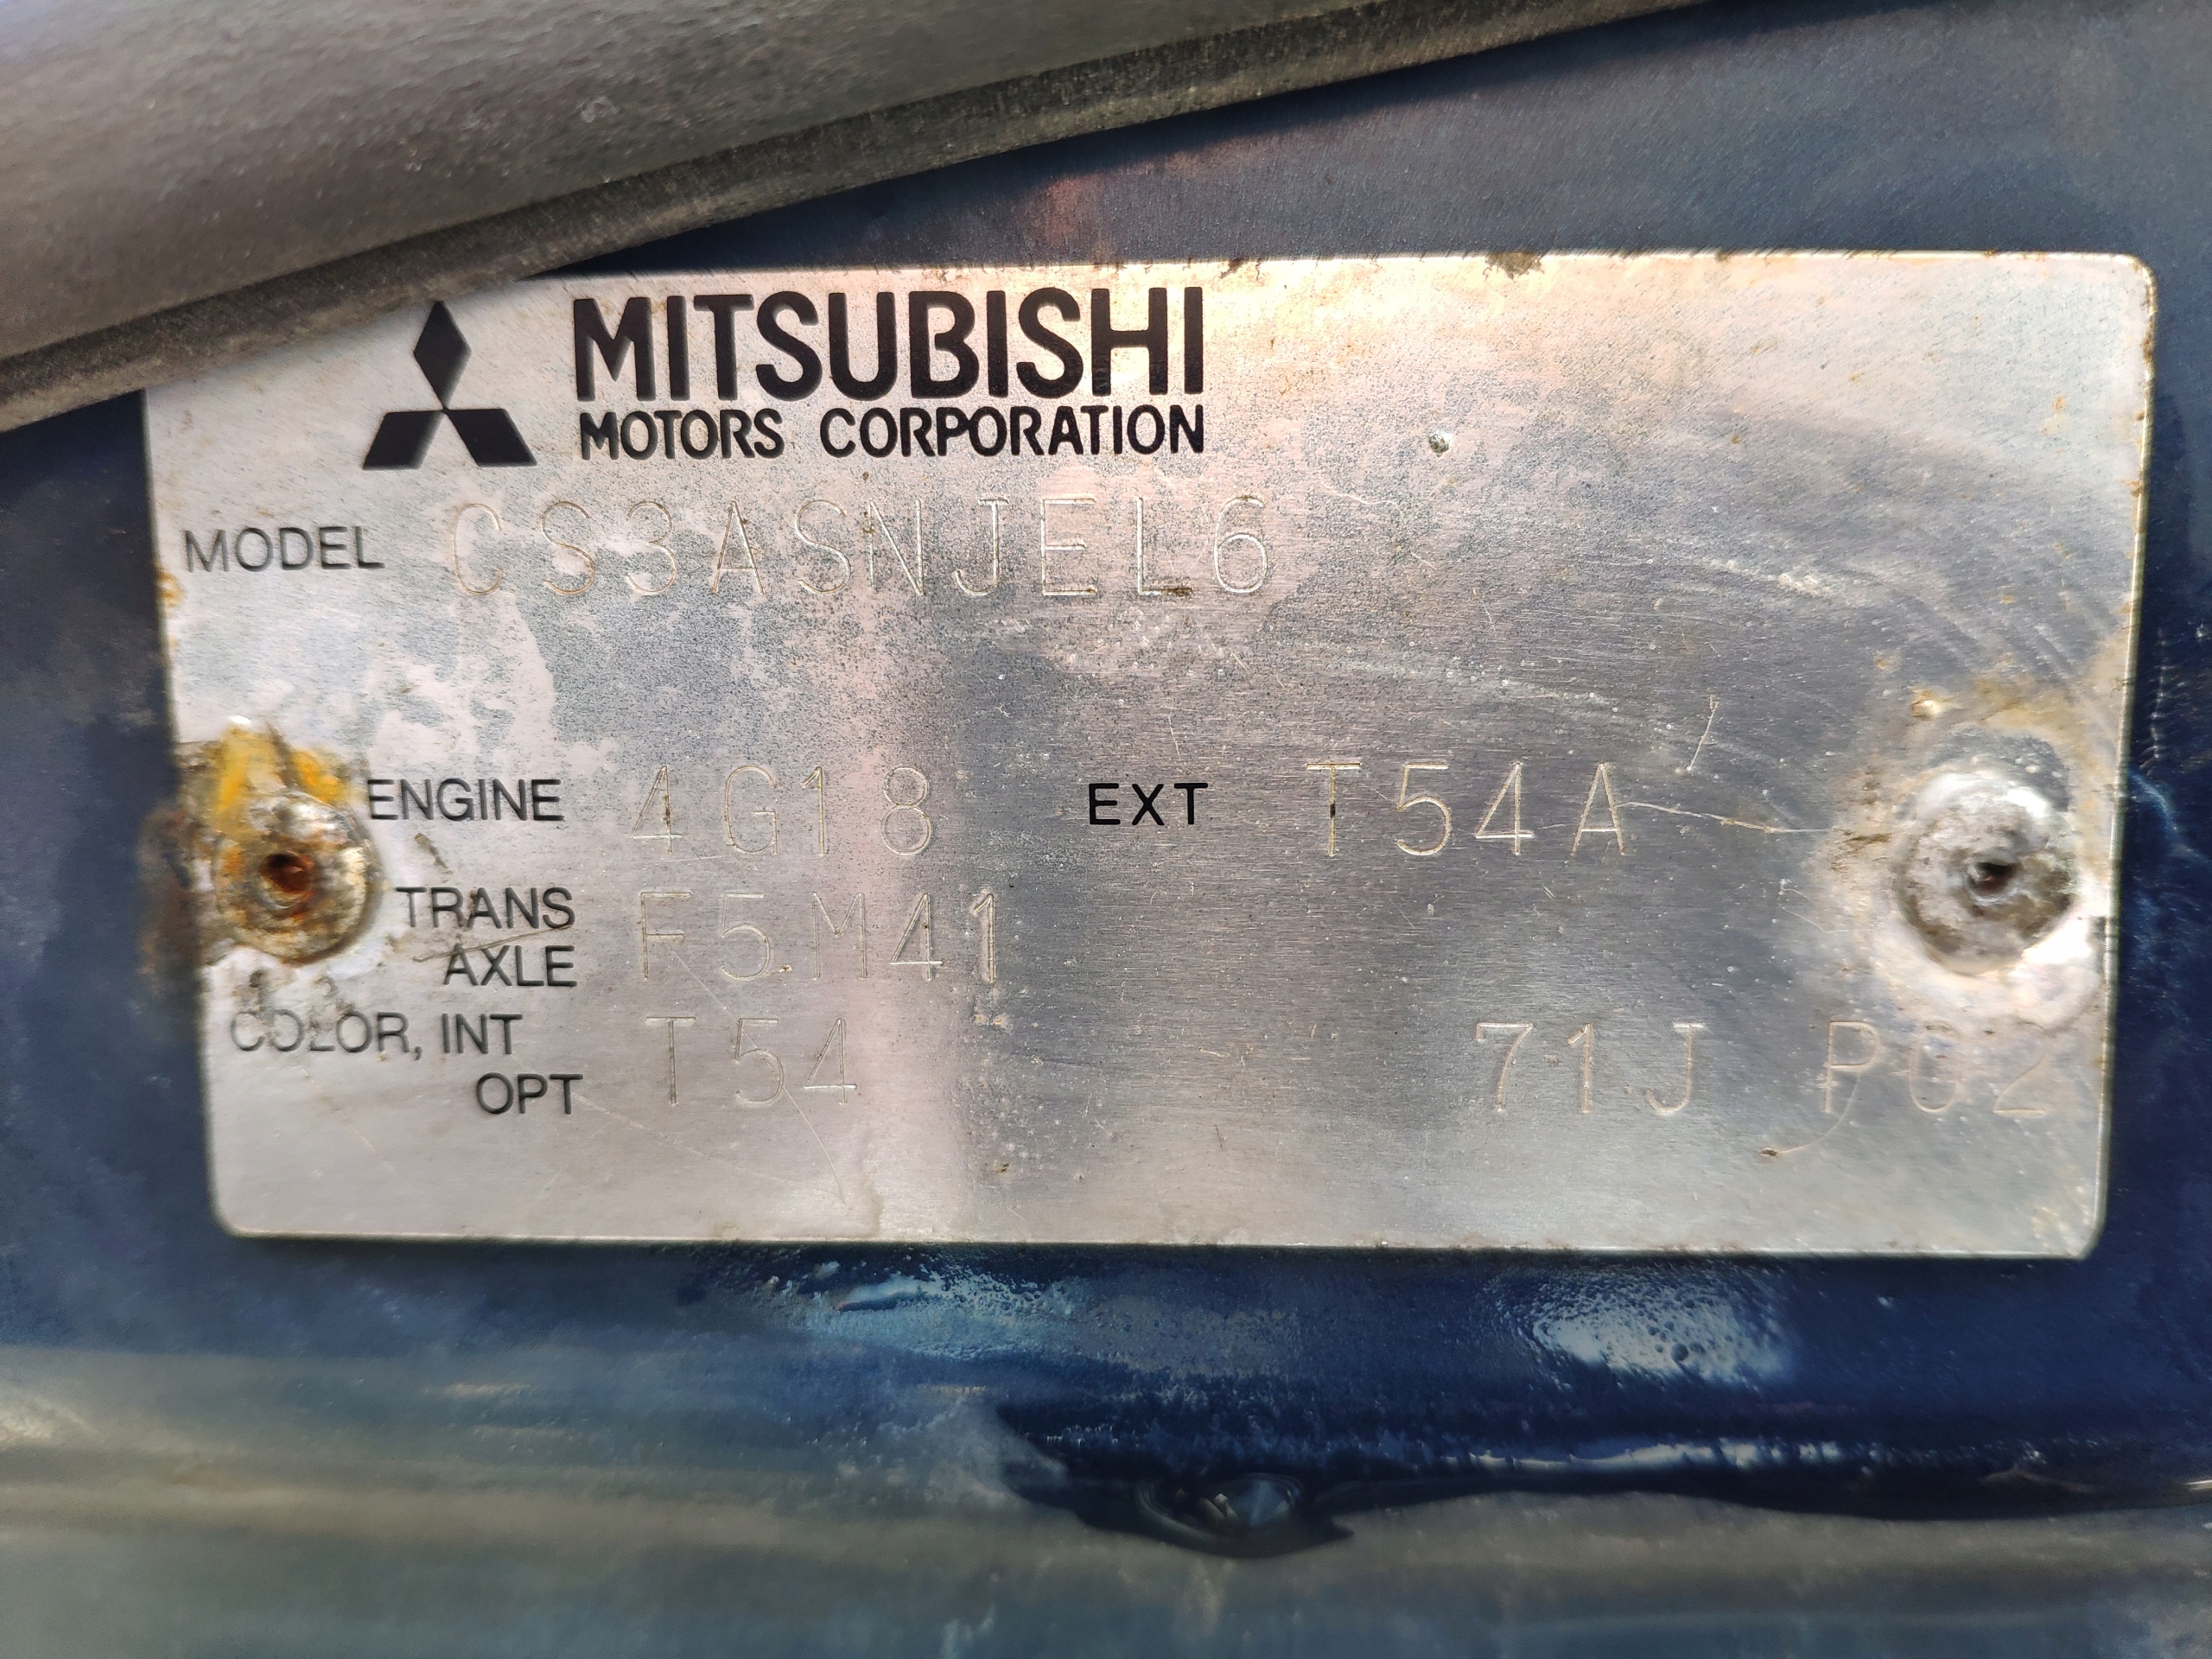 MITSUBISHI
MOTORS CORPORATION
MODEL CS3ASNJEL6
ENGINE 4G18 EXT T54A
TRANS
AXLE F5M41
COLOR, INT T54 71J P02
OPT